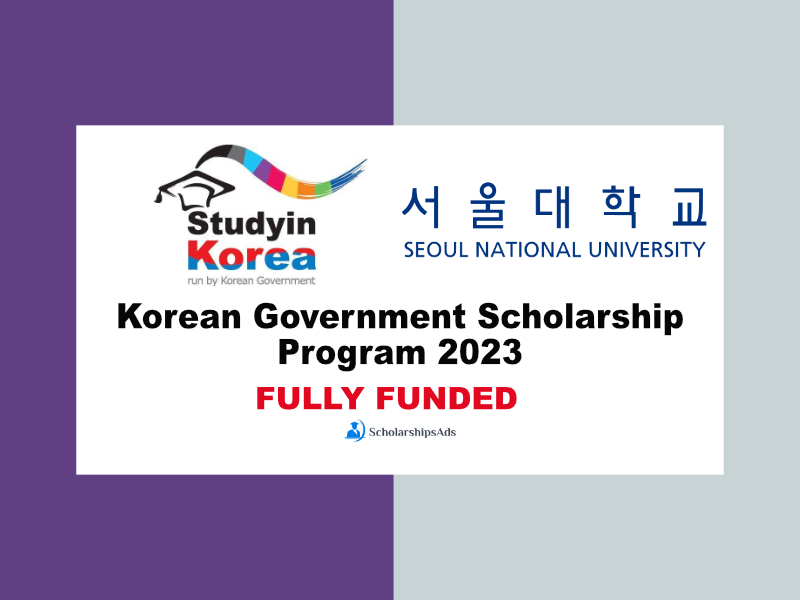 Studyin
Korea
run by Korean Government
서울대학교
SEOUL NATIONAL UNIVERSITY
Korean Government Scholarship
Program 2023
FULLY FUNDED
ScholarshipsAds